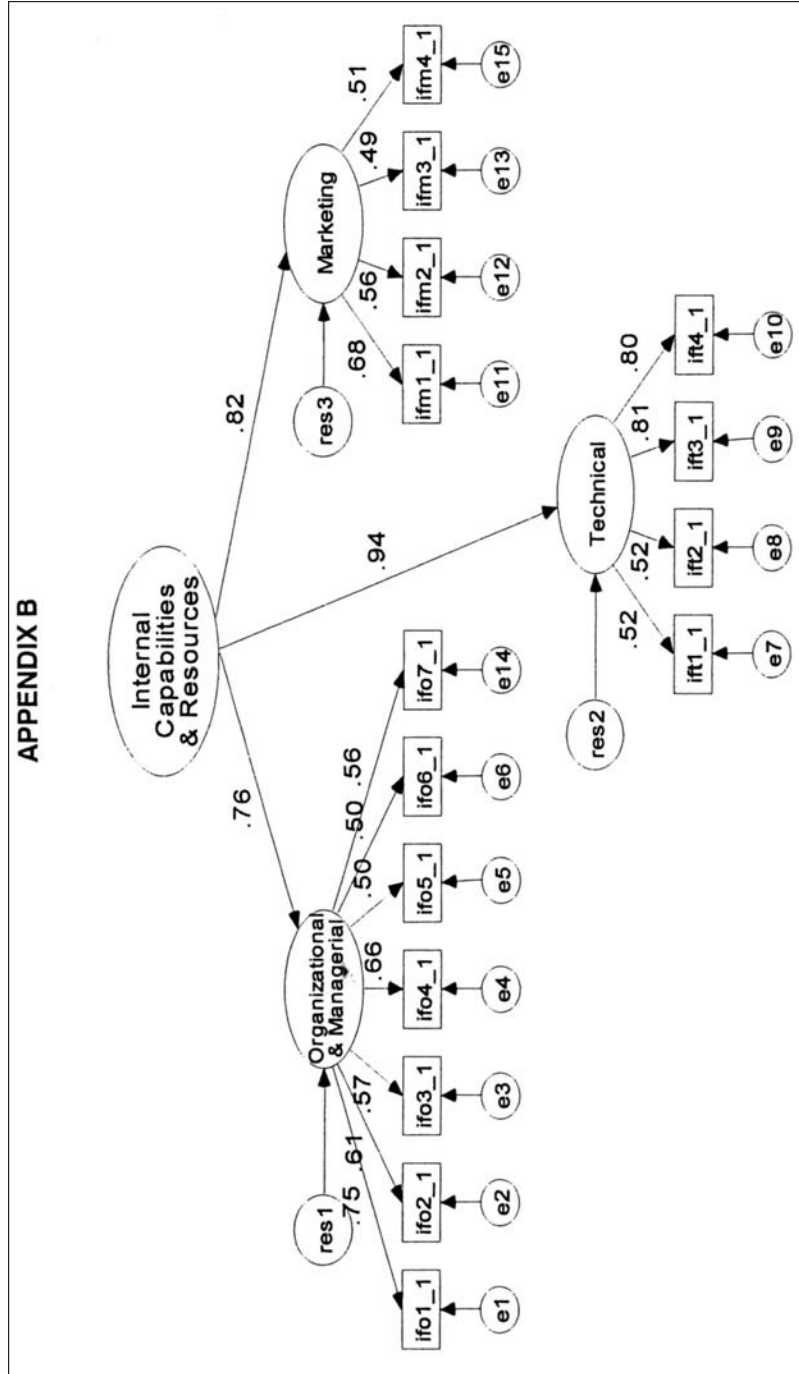 APPENDIX B
Internal
Capabilities
& Resources
.76
.94
.82
res1
Organizational
& Managerial
res3
Marketing
.75
.61
.57
.66
.50
.50
.56
.68
.56
.49
.51
ifo1_1
ifo2_1
ifo3_1
ifo4_1
ifo5_1
ifo6_1
ifo7_1
ifm1_1
ifm2_1
ifm3_1
ifm4_1
e1
e2
e3
e4
e5
e6
e14
e11
e12
e13
e15
res2
Technical
.52
.52
.81
.80
ift1_1
ift2_1
ift3_1
ift4_1
e7
e8
e9
e10